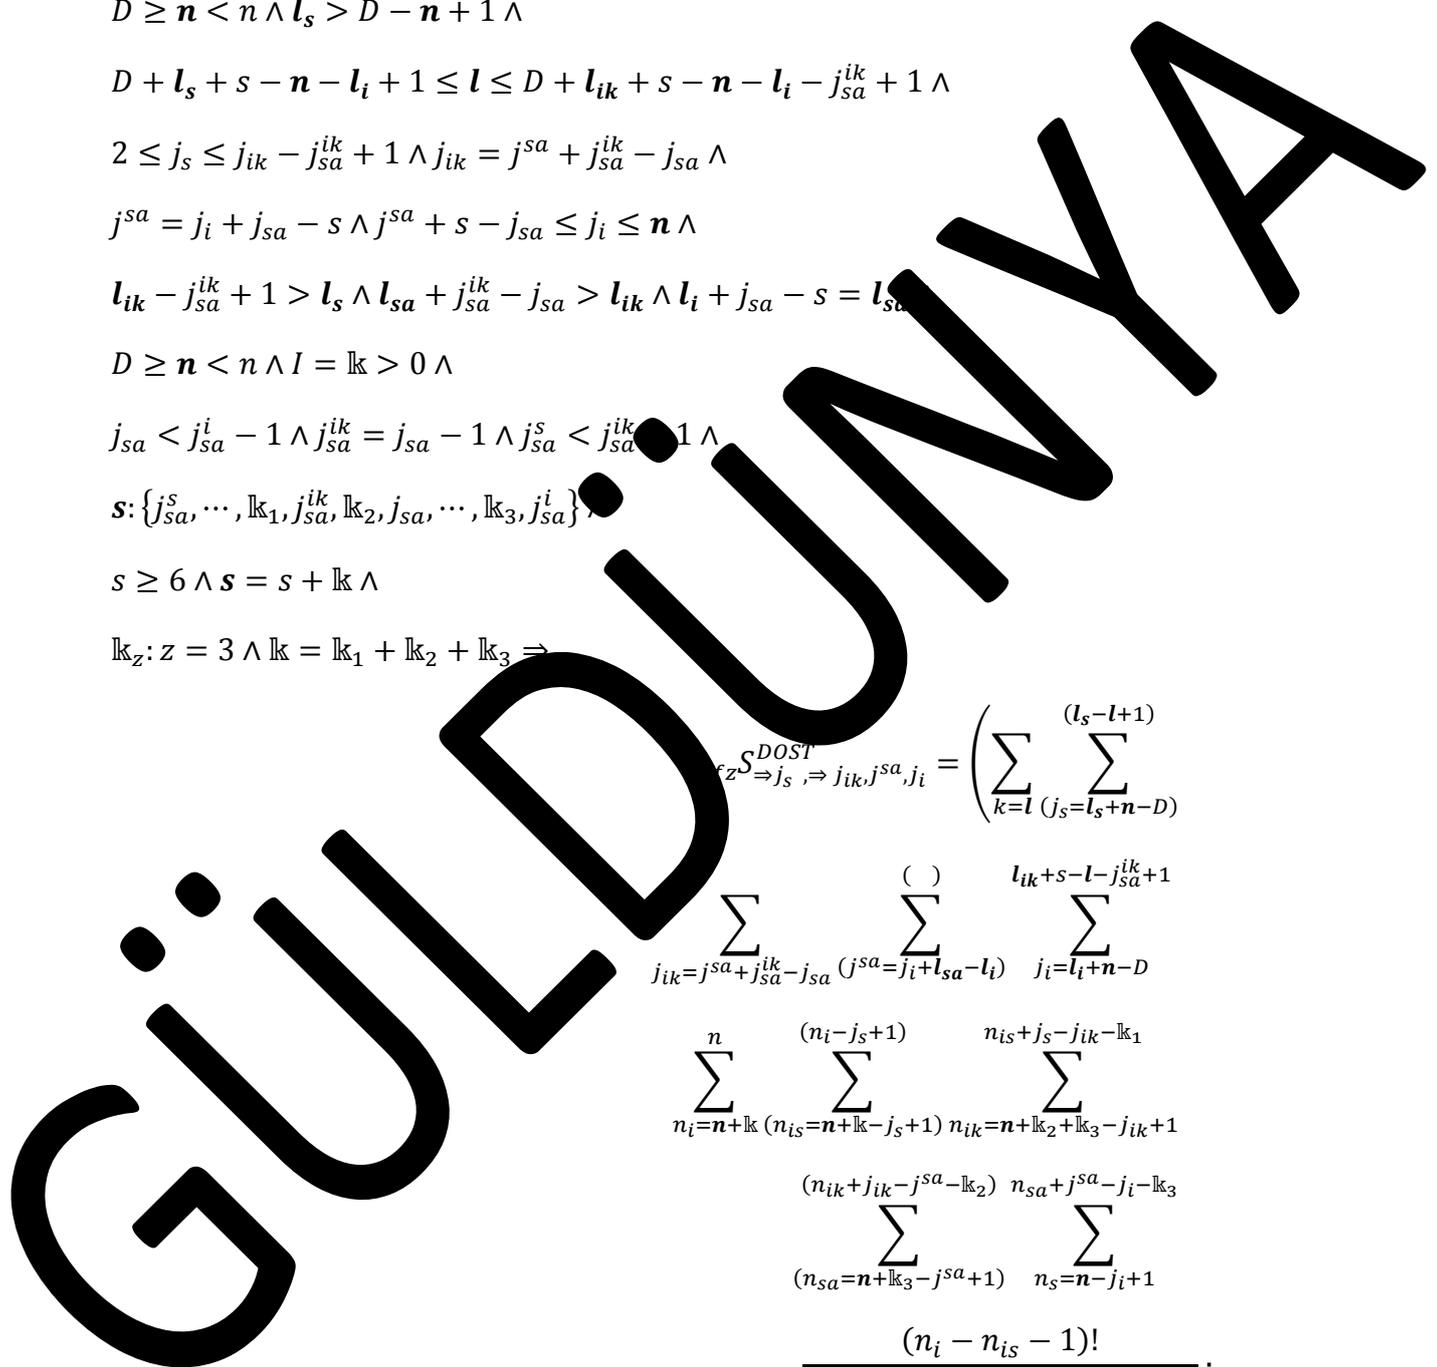 D ≥ n < n ∧ l_s > D − n + 1 ∧
D + l_s + s − n − l_i + 1 ≤ l ≤ D + l_ik + s − n − l_i − j_sa^ik + 1 ∧
2 ≤ j_s ≤ j_ik − j_sa^ik + 1 ∧ j_ik = j^sa + j_sa^ik − j_sa ∧
j^sa = j_i + j_sa − s ∧ j^sa + s − j_sa ≤ j_i ≤ n ∧
l_ik − j_sa^ik + 1 > l_s ∧ l_sa + j_sa^ik − j_sa > l_ik ∧ l_i + j_sa − s = l_sa
D ≥ n < n ∧ I = 𝕜 > 0 ∧
j_sa < j_sa^i − 1 ∧ j_sa^ik = j_sa − 1 ∧ j_sa^s < j_sa^ik 1 ∧
s: {j_sa^s, ⋯ , 𝕜_1, j_sa^ik, 𝕜_2, j_sa, ⋯ , 𝕜_3, j_sa^i} ∧
s ≥ 6 ∧ s = s + 𝕜 ∧
𝕜_z: z = 3 ∧ 𝕜 = 𝕜_1 + 𝕜_2 + 𝕜_3 ⇒
(l_s−l+1)
fz S^DOST_⇒j_s ,⇒ j_ik,j^sa,j_i = ( ∑ ∑
k=l (j_s=l_s+n−D)
( ) l_ik+s−l−j_sa^ik+1
∑ ∑ ∑
j_ik=j^sa+j_sa^ik−j_sa (j^sa=j_i+l_sa−l_i) j_i=l_i+n−D
n (n_i−j_s+1) n_is+j_s−j_ik−𝕜_1
∑ ∑ ∑
n_i=n+𝕜 (n_is=n+𝕜−j_s+1) n_ik=n+𝕜_2+𝕜_3−j_ik+1
(n_ik+j_ik−j^sa−𝕜_2) n_sa+j^sa−j_i−𝕜_3
∑ ∑
(n_sa=n+𝕜_3−j^sa+1) n_s=n−j_i+1
(n_i − n_is − 1)!
GÜLDÜNYA